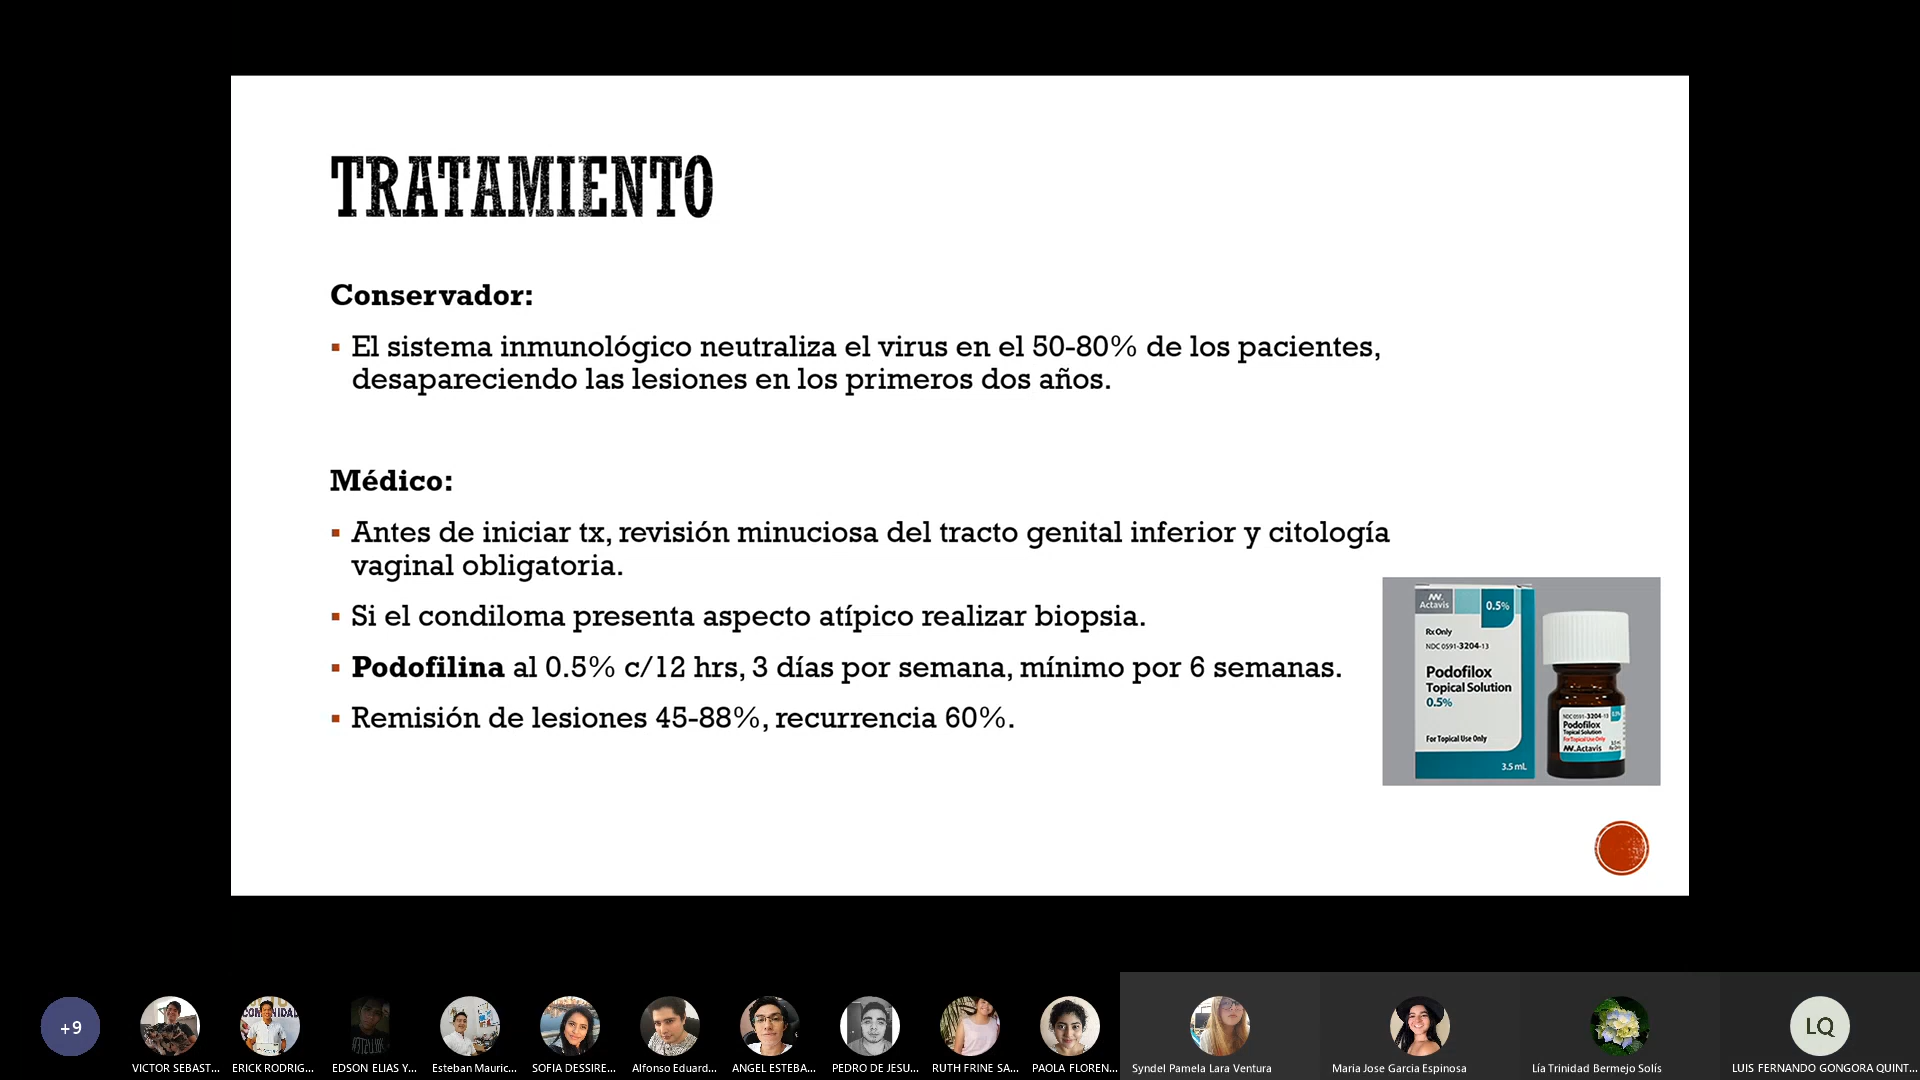 TRATAMIENTO
Conservador:
▪ El sistema inmunológico neutraliza el virus en el 50-80% de los pacientes,
desapareciendo las lesiones en los primeros dos años.
Médico:
▪ Antes de iniciar tx, revisión minuciosa del tracto genital inferior y citología
vaginal obligatoria.
▪ Si el condiloma presenta aspecto atípico realizar biopsia.
▪ Podofilina al 0.5% c/12 hrs, 3 días por semana, mínimo por 6 semanas.
▪ Remisión de lesiones 45-88%, recurrencia 60%.
Actavis
0.5%
Rx Only
NDC 0591-3204-13
Podofilox
Topical Solution
0.5%
For Topical Use Only
3.5 mL
NDC 0591-3204-13
Podofilox
Topical Solution
For Topical Use Only
Actavis
+9
VICTOR SEBAST...
ERICK RODRIG...
EDSON ELIAS Y...
Esteban Mauric...
SOFIA DESSIRE...
Alfonso Eduard...
ANGEL ESTEBA...
PEDRO DE JESU...
RUTH FRINE SA...
PAOLA FLOREN...
Syndel Pamela Lara Ventura
Maria Jose Garcia Espinosa
Lía Trinidad Bermejo Solís
LQ
LUIS FERNANDO GONGORA QUINT...